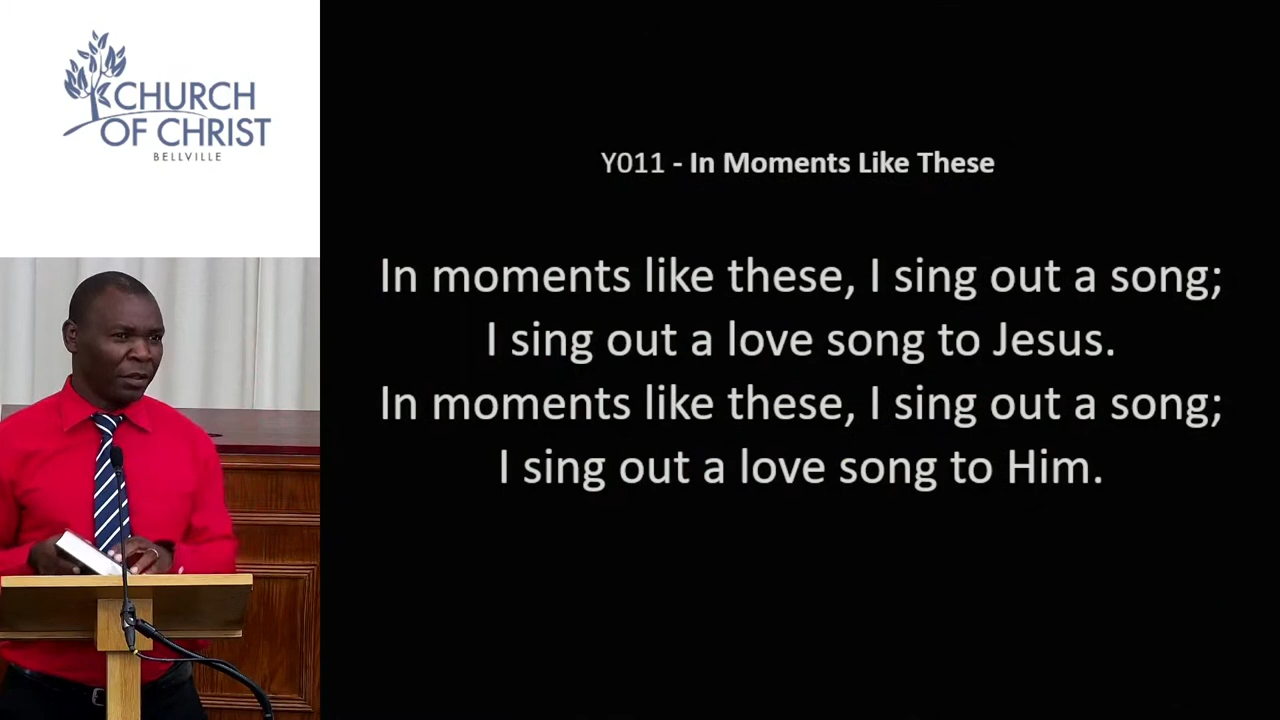 CHURCH
OF CHRIST
BELLVILLE
Y011 - In Moments Like These
In moments like these, I sing out a song;
I sing out a love song to Jesus.
In moments like these, I sing out a song;
I sing out a love song to Him.